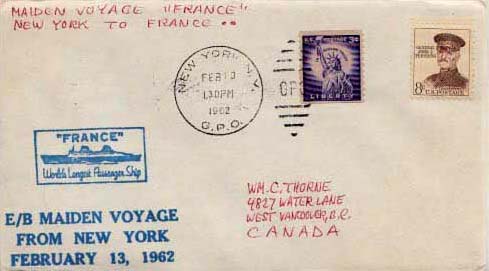 MAIDEN VOYAGE "FRANCE"
NEW YORK TO FRANCE ..
NEW YORK, N.Y.
FEB 13
130PM
1962
G.P.O.
GPO
U.S. POSTAGE 3¢
LIBERTY
GENERAL
JOHN J.
PERSHING
8¢
U.S. POSTAGE
"FRANCE"
World's Longest Passenger Ship
E/B MAIDEN VOYAGE
FROM NEW YORK
FEBRUARY 13, 1962
WM. C. THORNE
4827 WATER LANE
WEST VANCOUVER, B.C.
CANADA